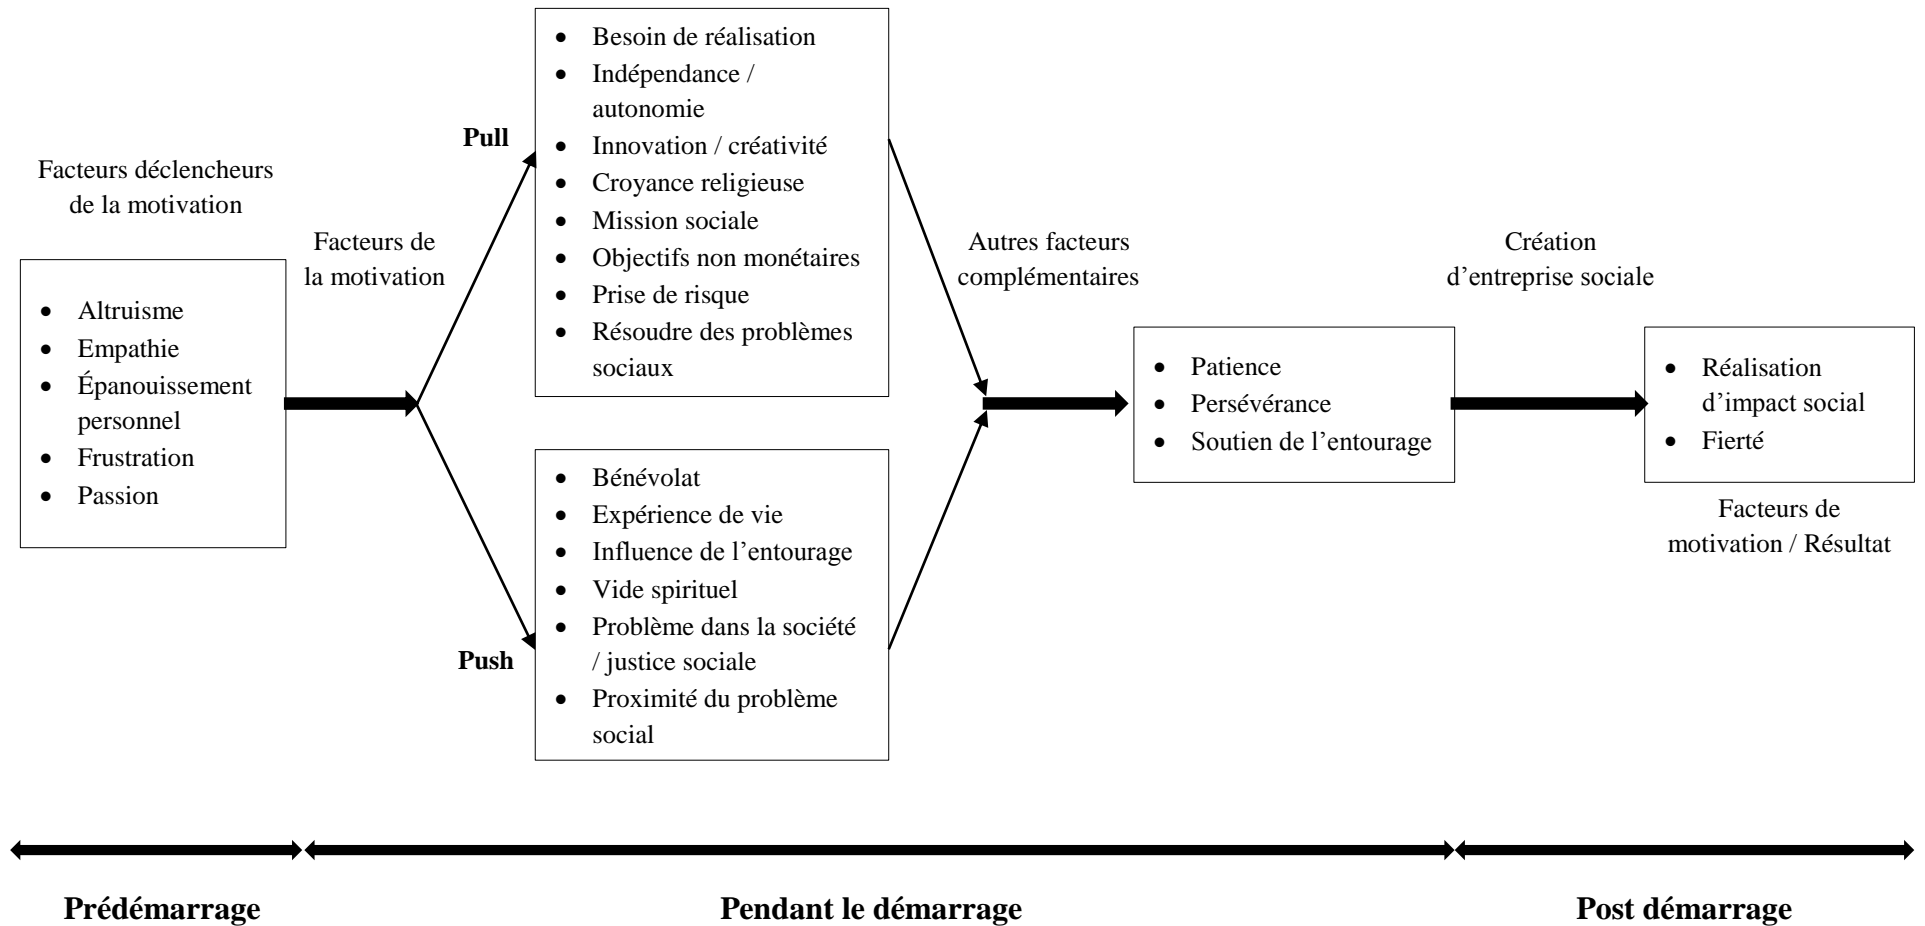 Facteurs déclencheurs
de la motivation
• Altruisme
• Empathie
• Épanouissement
personnel
• Frustration
• Passion
Facteurs de
la motivation
Pull
• Besoin de réalisation
• Indépendance /
autonomie
• Innovation / créativité
• Croyance religieuse
• Mission sociale
• Objectifs non monétaires
• Prise de risque
• Résoudre des problèmes
sociaux
Push
• Bénévolat
• Expérience de vie
• Influence de l’entourage
• Vide spirituel
• Problème dans la société
/ justice sociale
• Proximité du problème
social
Autres facteurs
complémentaires
• Patience
• Persévérance
• Soutien de l’entourage
Création
d’entreprise sociale
• Réalisation
d’impact social
• Fierté
Facteurs de
motivation / Résultat
Prédémarrage
Pendant le démarrage
Post démarrage